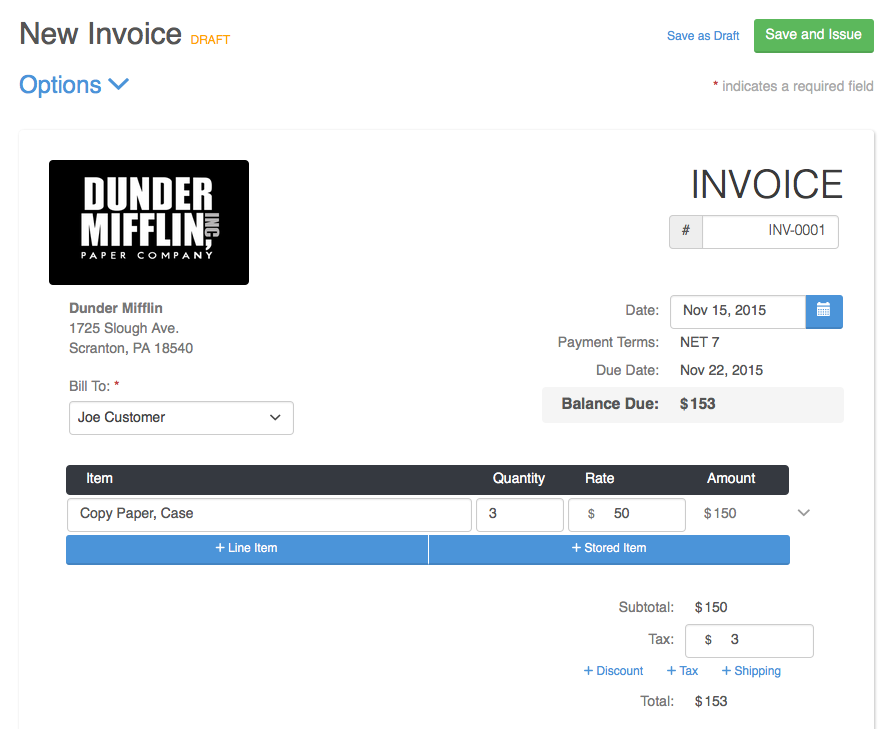 New Invoice DRAFT
Save as Draft
Save and Issue
Options
* indicates a required field
DUNDER
MIFFLIN, INC
PAPER COMPANY
INVOICE
# INV-0001
Dunder Mifflin
1725 Slough Ave.
Scranton, PA 18540
Bill To: *
Joe Customer
Date: Nov 15, 2015
Payment Terms: NET 7
Due Date: Nov 22, 2015
Balance Due: $153
Item Quantity Rate Amount
Copy Paper, Case 3 $ 50 $150
+ Line Item + Stored Item
Subtotal: $150
Tax: $ 3
+ Discount + Tax + Shipping
Total: $153